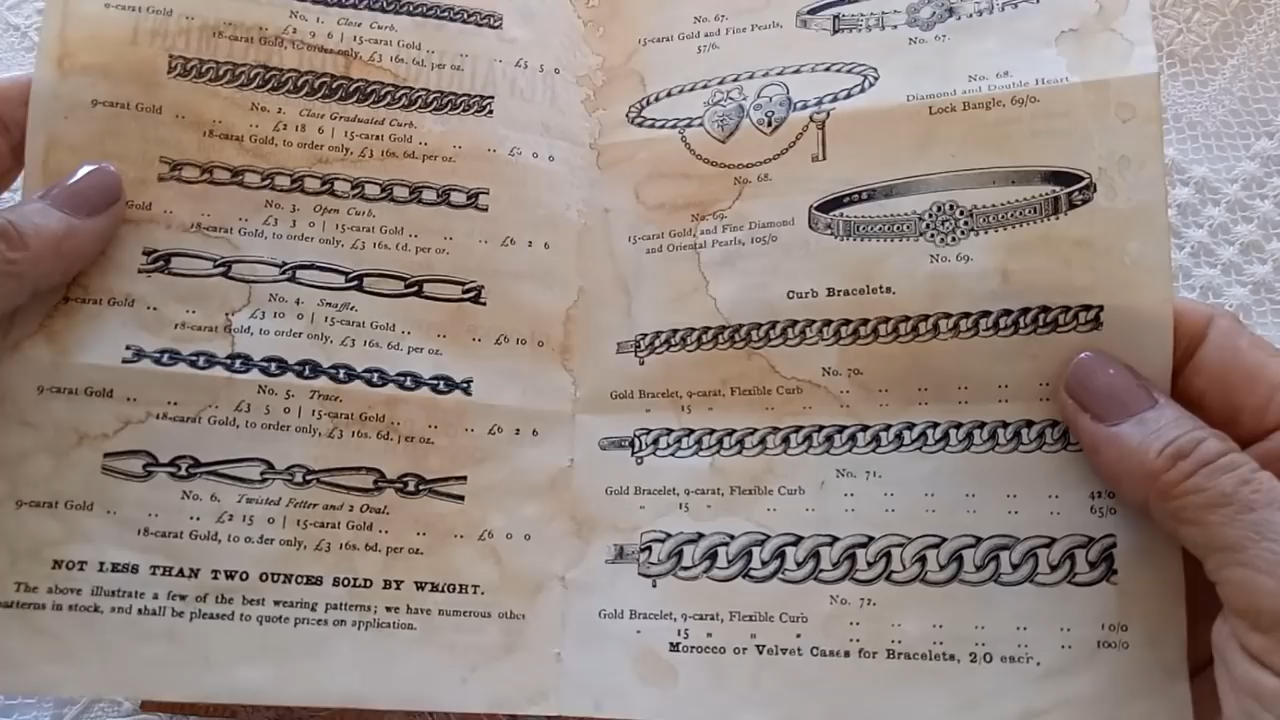 9-carat Gold .. .. ..
No. 1. Close Curb.
£2 9 6 | 15-carat Gold .. .. .. £5 5 0
18-carat Gold, to order only, £3 16s. 6d. per oz.
No. 2. Close Graduated Curb.
9-carat Gold .. .. .. £2 18 6 | 15-carat Gold .. .. .. 0 0
18-carat Gold, to order only, £3 16s. 6d. per oz.
No. 3. Open Curb.
Gold .. .. .. £3 3 0 | 15-carat Gold .. .. .. £6 2 6
18-carat Gold, to order only, £3 16s. 6d. per oz.
No. 4. Snaffle.
9-carat Gold .. .. £3 10 0 | 15-carat Gold .. .. .. £6 10 0
18-carat Gold, to order only, £3 16s. 6d. per oz.
No. 5. Trace.
9-carat Gold .. .. .. £3 5 0 | 15-carat Gold .. .. .. £6 2 6
18-carat Gold, to order only, £3 16s. 6d. per oz.
No. 6. Twisted Fetter and 2 Oval.
9-carat Gold .. .. .. £2 15 0 | 15-carat Gold .. .. .. £6 0 0
18-carat Gold, to order only, £3 16s. 6d. per oz.
NOT LESS THAN TWO OUNCES SOLD BY WEIGHT.
The above illustrate a few of the best wearing patterns; we have numerous other
patterns in stock, and shall be pleased to quote prices on application.
No. 67.
15-carat Gold and Fine Pearls,
57/6.
No. 67.
No. 68.
Diamond and Double Heart
Lock Bangle, 69/0.
No. 68.
No. 69.
15-carat Gold, and Fine Diamond
and Oriental Pearls, 105/0
No. 69.
Curb Bracelets.
No. 70.
Gold Bracelet, 9-carat, Flexible Curb .. .. .. .. ..
" 15 " .. .. .. .. .. ..
No. 71.
Gold Bracelet, 9-carat, Flexible Curb .. .. .. .. .. .. 42/0
" 15 " .. .. .. .. .. .. .. 65/0
No. 72.
Gold Bracelet, 9-carat, Flexible Curb .. .. .. .. .. ..
" 15 " " " .. .. .. .. .. .. 100/0
Morocco or Velvet Cases for Bracelets, 2/0 each.